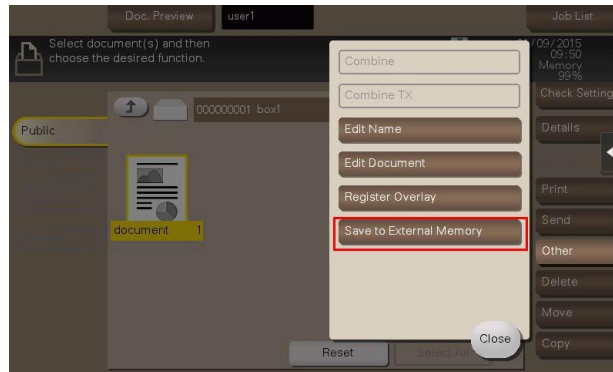 Doc. Preview
user1
Job List
Select document(s) and then
choose the desired function.
/09/2015
09:50
Memory
99%
Public
000000001 box1
document 1
Combine
Combine TX
Edit Name
Edit Document
Register Overlay
Save to External Memory
Close
Reset
Select All
Check Setting
Details
Print
Send
Other
Delete
Move
Copy